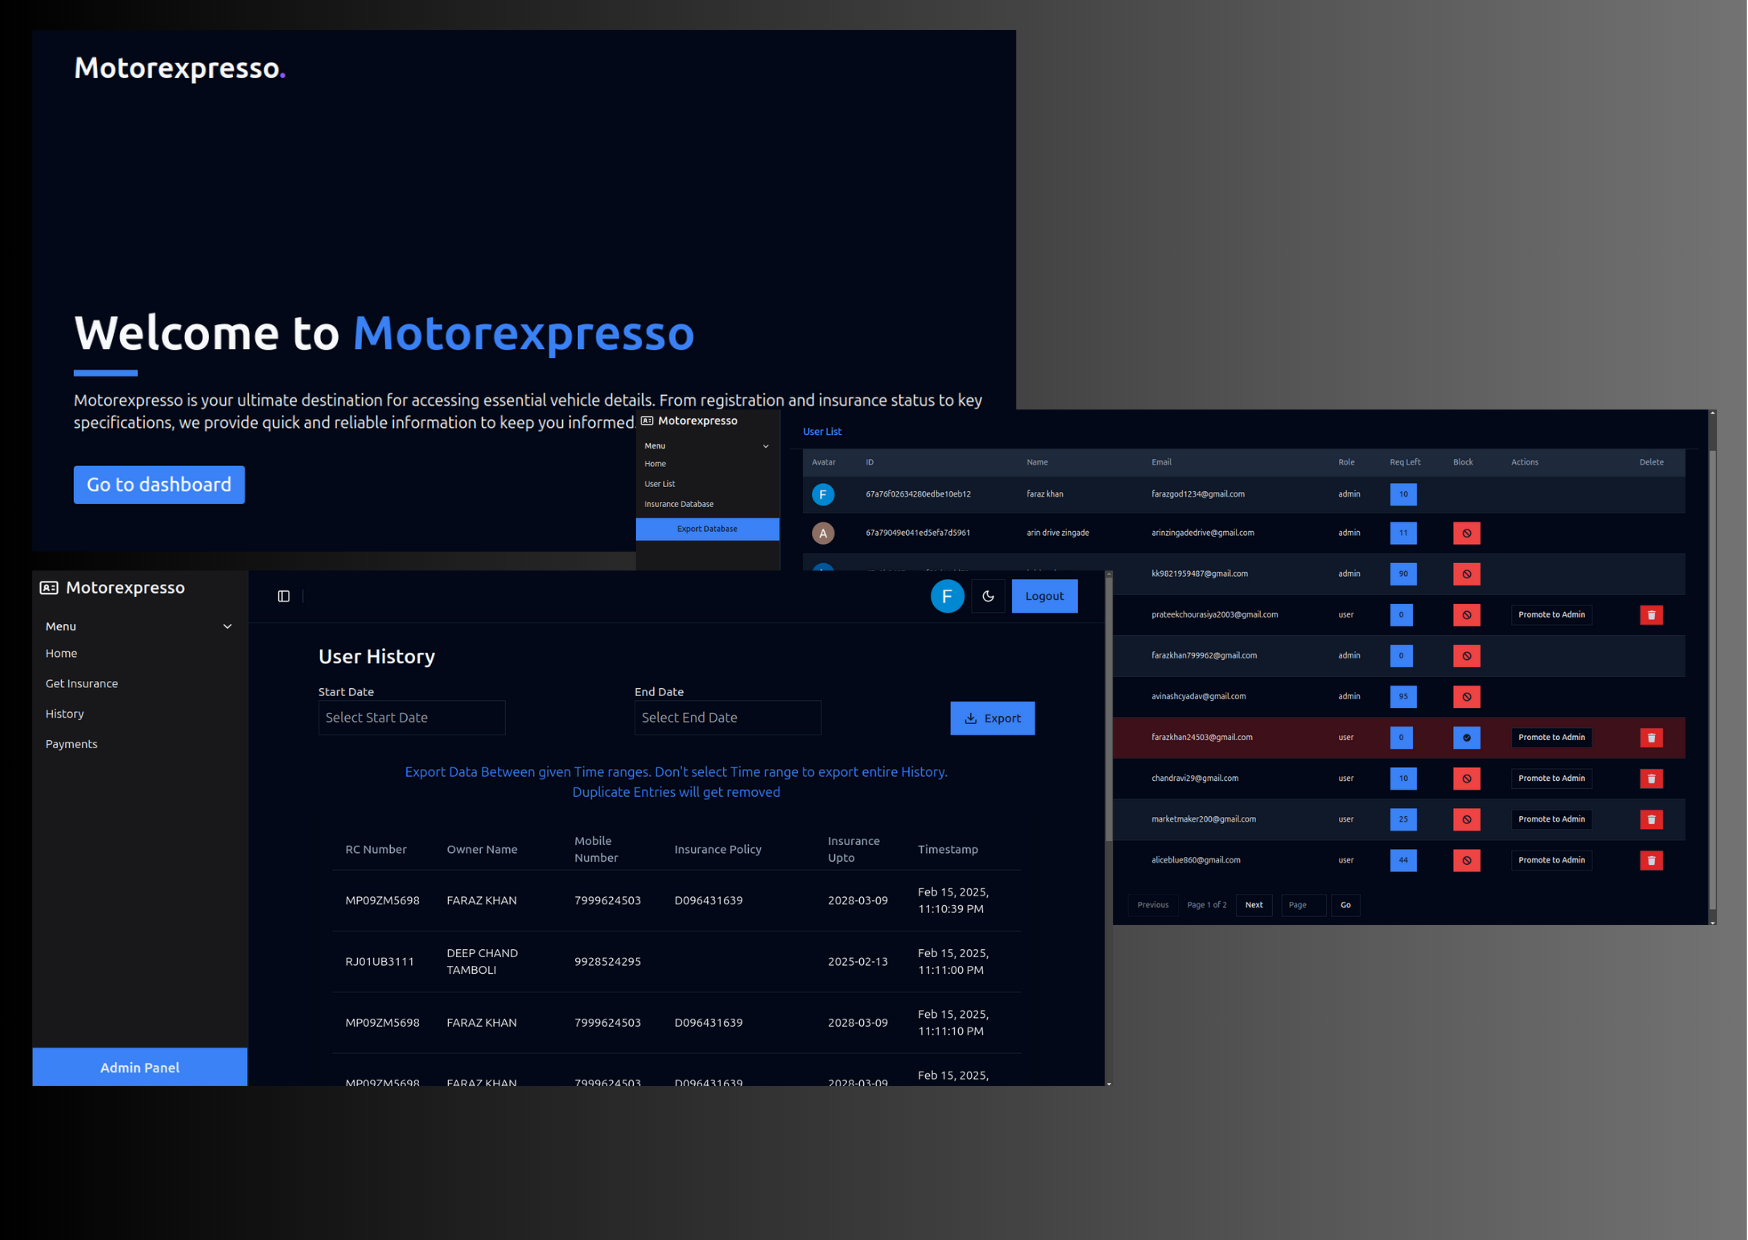 Motorexpresso.
Welcome to Motorexpresso
Motorexpresso is your ultimate destination for accessing essential vehicle details. From registration and insurance status to key
specifications, we provide quick and reliable information to keep you informed.
Go to dashboard
Motorexpresso
Menu
Home
User List
Insurance Database
Export Database
User List
Avatar ID Name Email Role Req Left Block Actions Delete
F 67a76f02634280edbe10eb12 faraz khan farazgod1234@gmail.com admin 10
A 67a79049e041ed5efa7d5961 arin drive zingade arinzingadedrive@gmail.com admin 11
kk9821959487@gmail.com admin 90
prateekchourasiya2003@gmail.com user 0 Promote to Admin
farazkhan799962@gmail.com admin 0
avinashcyadav@gmail.com admin 95
farazkhan24503@gmail.com user 0 Promote to Admin
chandravi29@gmail.com user 10 Promote to Admin
marketmaker200@gmail.com user 25 Promote to Admin
aliceblue860@gmail.com user 44 Promote to Admin
Previous Page 1 of 2 Next Page Go
Motorexpresso
Menu
Home
Get Insurance
History
Payments
Admin Panel
F Logout
User History
Start Date End Date
Select Start Date Select End Date Export
Export Data Between given Time ranges. Don't select Time range to export entire History.
Duplicate Entries will get removed
RC Number Owner Name Mobile Number Insurance Policy Insurance Upto Timestamp
MP09ZM5698 FARAZ KHAN 7999624503 D096431639 2028-03-09 Feb 15, 2025, 11:10:39 PM
RJ01UB3111 DEEP CHAND TAMBOLI 9928524295 2025-02-13 Feb 15, 2025, 11:11:00 PM
MP09ZM5698 FARAZ KHAN 7999624503 D096431639 2028-03-09 Feb 15, 2025, 11:11:10 PM
MP09ZM5698 FARAZ KHAN 7999624503 D096431639 2028-03-09 Feb 15, 2025,